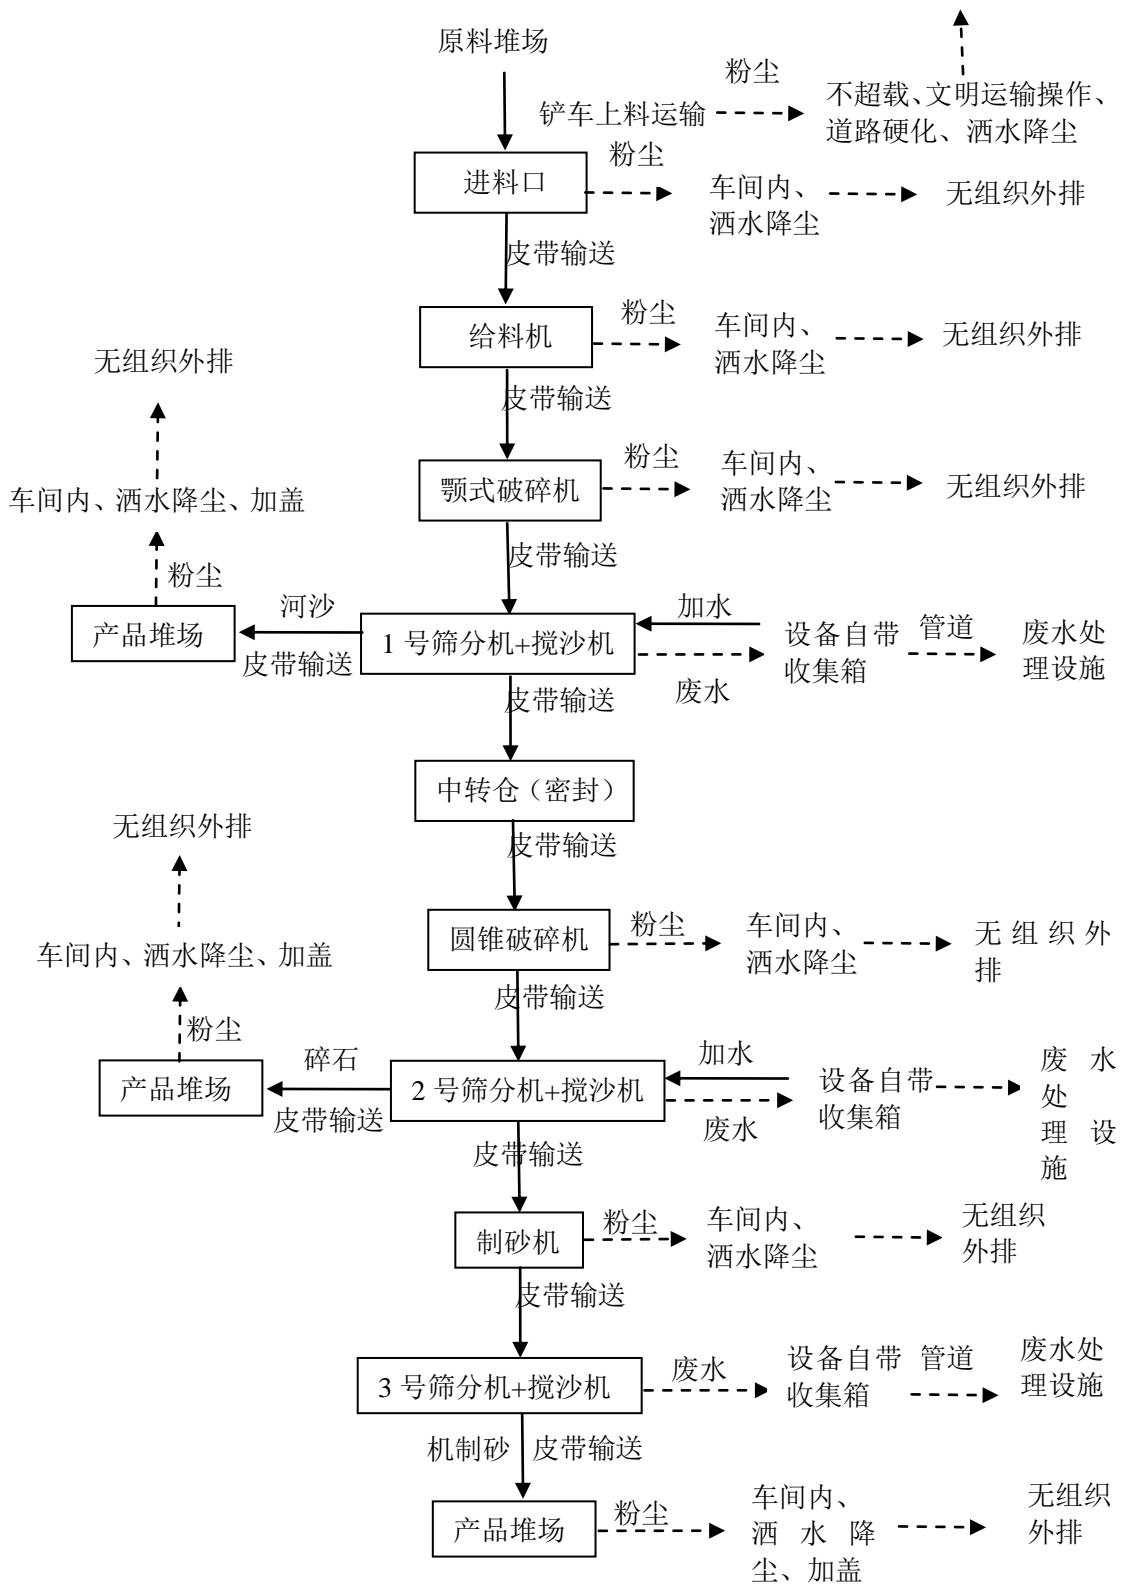 原料堆场
粉尘
铲车上料运输
不超载、文明运输操作、
道路硬化、洒水降尘
进料口
粉尘
车间内、
洒水降尘
无组织外排
皮带输送
给料机
粉尘
车间内、
洒水降尘
无组织外排
皮带输送
无组织外排
车间内、洒水降尘、加盖
粉尘
颚式破碎机
粉尘
车间内、
洒水降尘
无组织外排
皮带输送
产品堆场
河沙
皮带输送
1 号筛分机+搅沙机
加水
废水
设备自带
收集箱
管道
废水处
理设施
皮带输送
中转仓（密封）
皮带输送
无组织外排
车间内、洒水降尘、加盖
粉尘
圆锥破碎机
粉尘
车间内、
洒水降尘
无组织外
排
皮带输送
产品堆场
碎石
皮带输送
2 号筛分机+搅沙机
加水
废水
设备自带
收集箱
废水
处
理设
施
皮带输送
制砂机
粉尘
车间内、
洒水降尘
无组织
外排
皮带输送
3 号筛分机+搅沙机
废水
设备自带
收集箱
管道
废水处
理设施
机制砂
皮带输送
产品堆场
粉尘
车间内、
洒水降
尘、加盖
无组织
外排